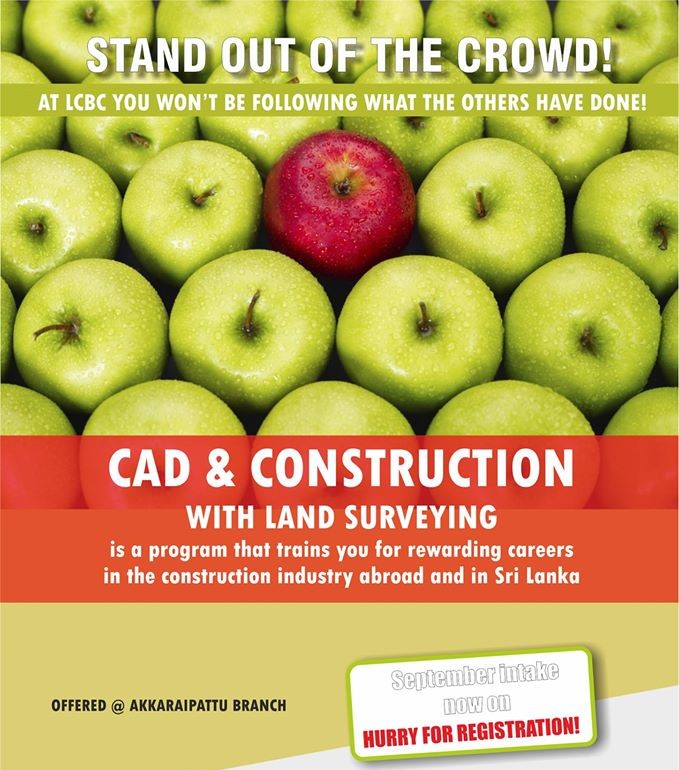 STAND OUT OF THE CROWD!
AT LCBC YOU WON'T BE FOLLOWING WHAT THE OTHERS HAVE DONE!
CAD & CONSTRUCTION
WITH LAND SURVEYING
is a program that trains you for rewarding careers
in the construction industry abroad and in Sri Lanka
OFFERED @ AKKARAIPATTU BRANCH
September intake
now on
HURRY FOR REGISTRATION!